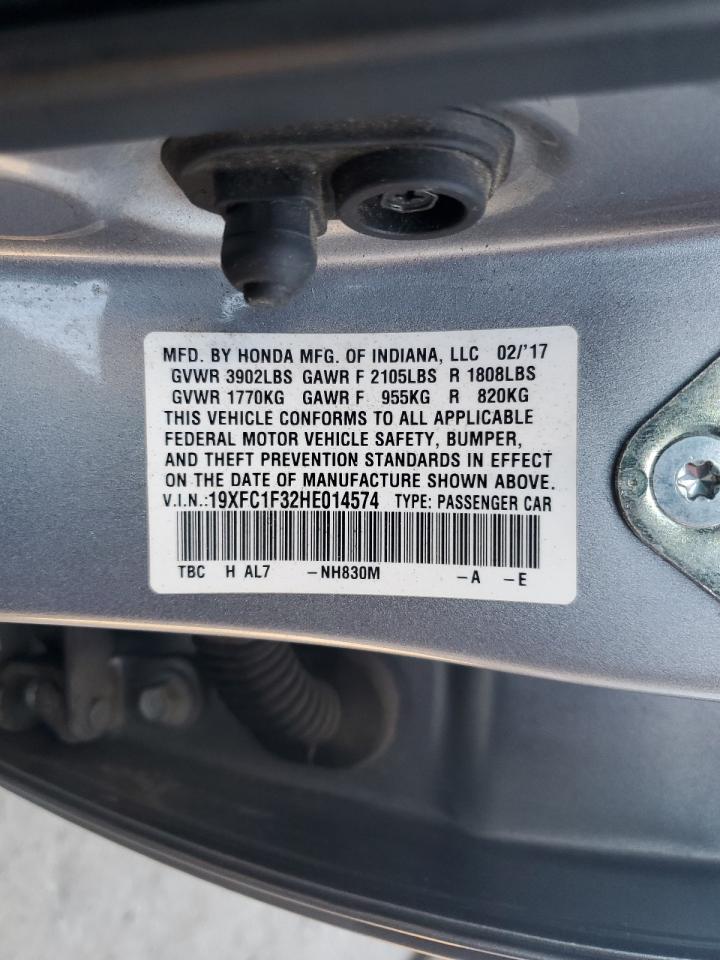 MFD. BY HONDA MFG. OF INDIANA, LLC 02/'17
GVWR 3902LBS GAWR F 2105LBS R 1808LBS
GVWR 1770KG GAWR F 955KG R 820KG
THIS VEHICLE CONFORMS TO ALL APPLICABLE
FEDERAL MOTOR VEHICLE SAFETY, BUMPER,
AND THEFT PREVENTION STANDARDS IN EFFECT
ON THE DATE OF MANUFACTURE SHOWN ABOVE.
V.I.N.:19XFC1F32HE014574 TYPE: PASSENGER CAR
TBC H AL7 -NH830M -A -E